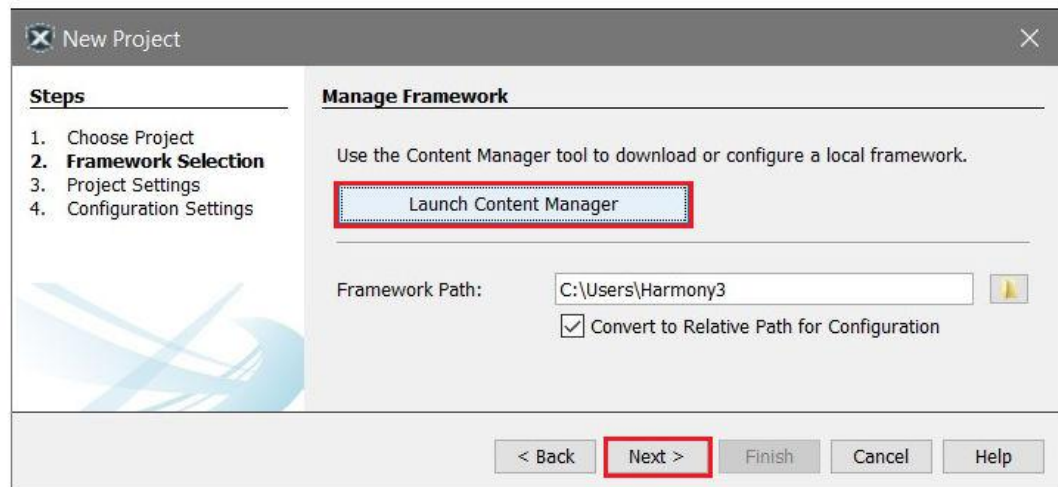 New Project
Steps
1. Choose Project
2. Framework Selection
3. Project Settings
4. Configuration Settings
Manage Framework
Use the Content Manager tool to download or configure a local framework.
Launch Content Manager
Framework Path:
C:\Users\Harmony3
Convert to Relative Path for Configuration
< Back
Next >
Finish
Cancel
Help